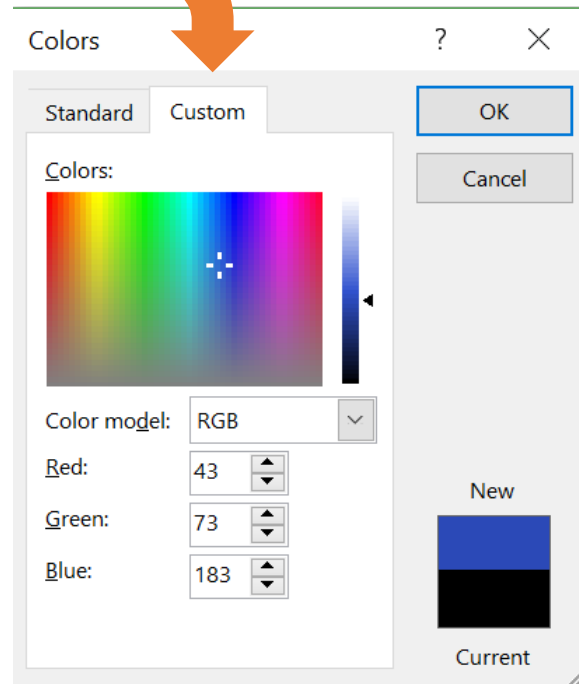 Colors ?
Standard Custom
OK
Cancel
Colors:
Color model: RGB
Red: 43
Green: 73
Blue: 183
New
Current